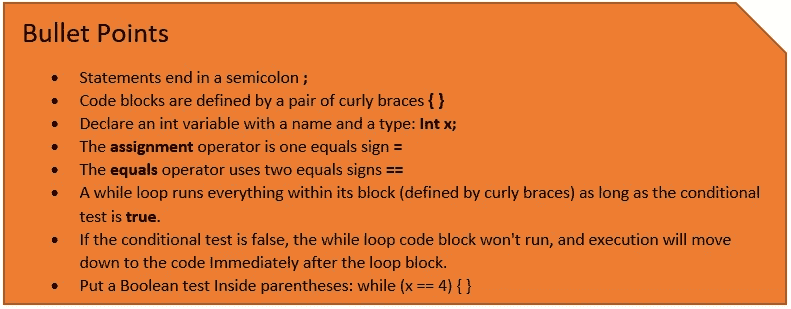 Bullet Points
• Statements end in a semicolon ;
• Code blocks are defined by a pair of curly braces { }
• Declare an int variable with a name and a type: Int x;
• The assignment operator is one equals sign =
• The equals operator uses two equals signs ==
• A while loop runs everything within its block (defined by curly braces) as long as the conditional
test is true.
• If the conditional test is false, the while loop code block won't run, and execution will move
down to the code Immediately after the loop block.
• Put a Boolean test Inside parentheses: while (x == 4) { }